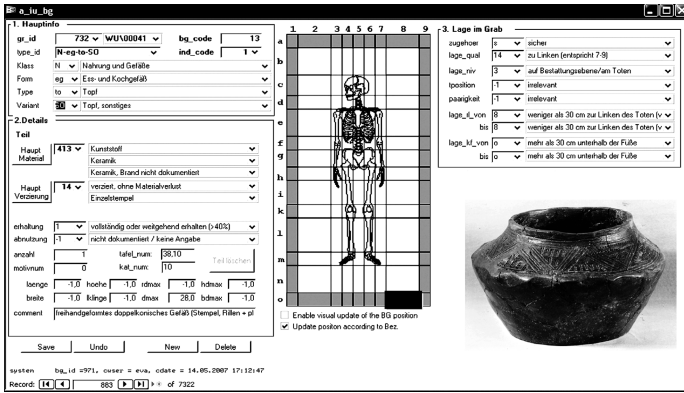 a_iu_bg
1. Hauptinfo
gr_id 732 WU\00041 bg_code 13
type_id N-eg-to-SO ind_code 1
Klass N Nahrung und Gefäße
Form eg Ess- und Kochgefäß
Type to Topf
Variant SO Topf, sonstiges
2.Details
Teil
Haupt Material 413 Kunststoff
Keramik
Keramik, Brand nicht dokumentiert
Haupt Verzierung 14 verziert, ohne Materialverlust
Einzelstempel
erhaltung 1 vollständig oder weitgehend erhalten (>40%)
abnutzung -1 nicht dokumentiert / keine Angabe
anzahl 1 tafel_num: 38,10
motivnum 0 kat_num: 10
Teil löschen
laenge -1,0 hoehe -1,0 rdmax -1,0 hdmax -1,0
breite -1,0 klinge -1,0 dmax 28,0 bdmax -1,0
comment freihandgeformtes doppelkonisches Gefäß (Stempel, Rillen + pl
Save Undo New Delete
system bg_id =971, cwser = eva, cdate = 14.05.2007 17:12:47
Record: 883 of 7322
1 2 3 4 5 6 7 8 9
a
b
c
d
e
f
g
h
i
k
l
m
n
o
Enable visual update of the BG position
Update positon according to Bez.
3. Lage im Grab
zugehoer s sicher
lage_qual 14 zu Linken (entspricht 7-9)
lage_niv 3 auf Bestattungsebene/am Toten
tposition -1 irrelevant
paarigkeit -1 irrelevant
lage_rl_von 8 weniger als 30 cm zur Linken des Toten (v
bis 8 weniger als 30 cm zur Linken des Toten (v
lage_kf_von o mehr als 30 cm unterhalb der Füße
bis o mehr als 30 cm unterhalb der Füße